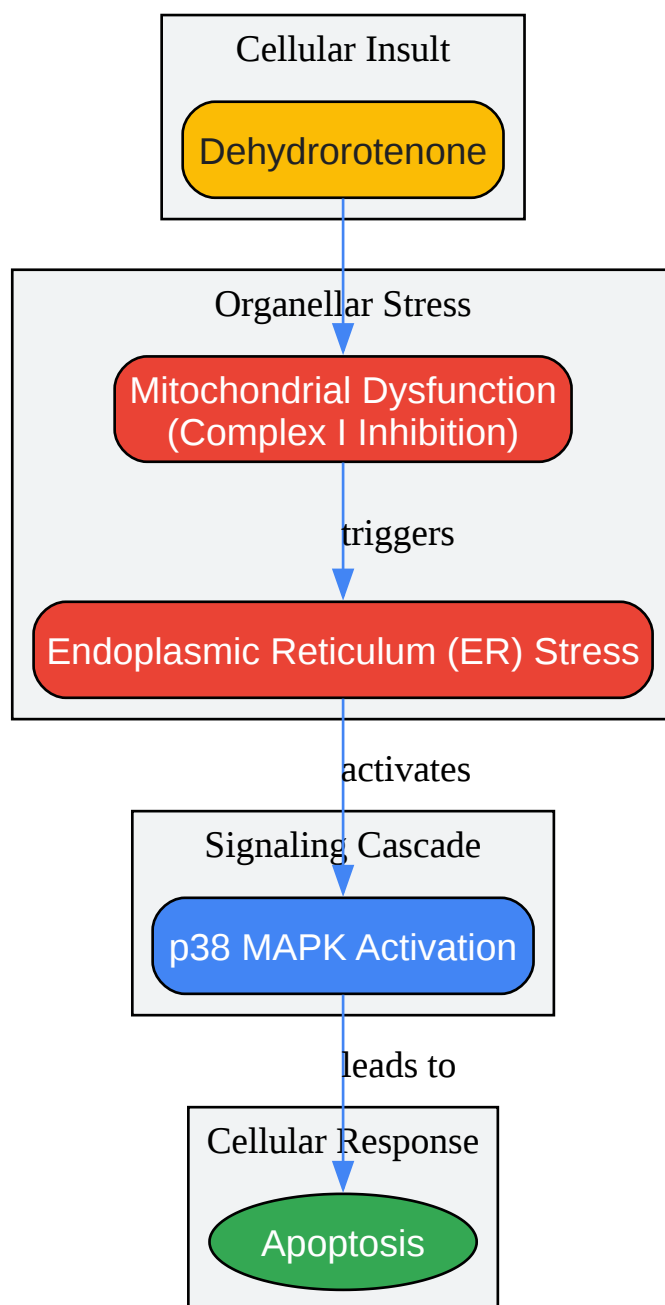 Cellular Insult
Dehydrorotenone
Organellar Stress
Mitochondrial Dysfunction
(Complex I Inhibition)
triggers
Endoplasmic Reticulum (ER) Stress
activates
Signaling Cascade
p38 MAPK Activation
leads to
Cellular Response
Apoptosis